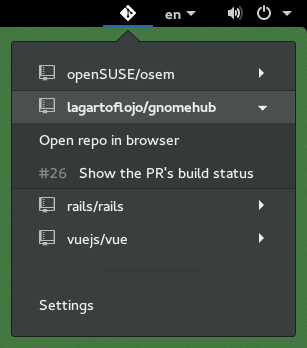 en
openSUSE/osem
lagartoflojo/gnomehub
Open repo in browser
#26 Show the PR's build status
rails/rails
vuejs/vue
Settings